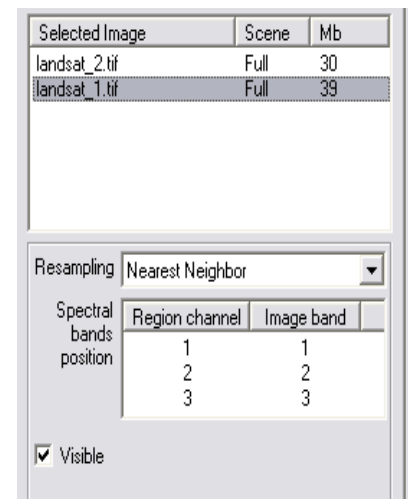 Selected Image Scene Mb
landsat_2.tif Full 30
landsat_1.tif Full 39
Resampling Nearest Neighbor
Spectral bands position Region channel Image band
1 1
2 2
3 3
Visible